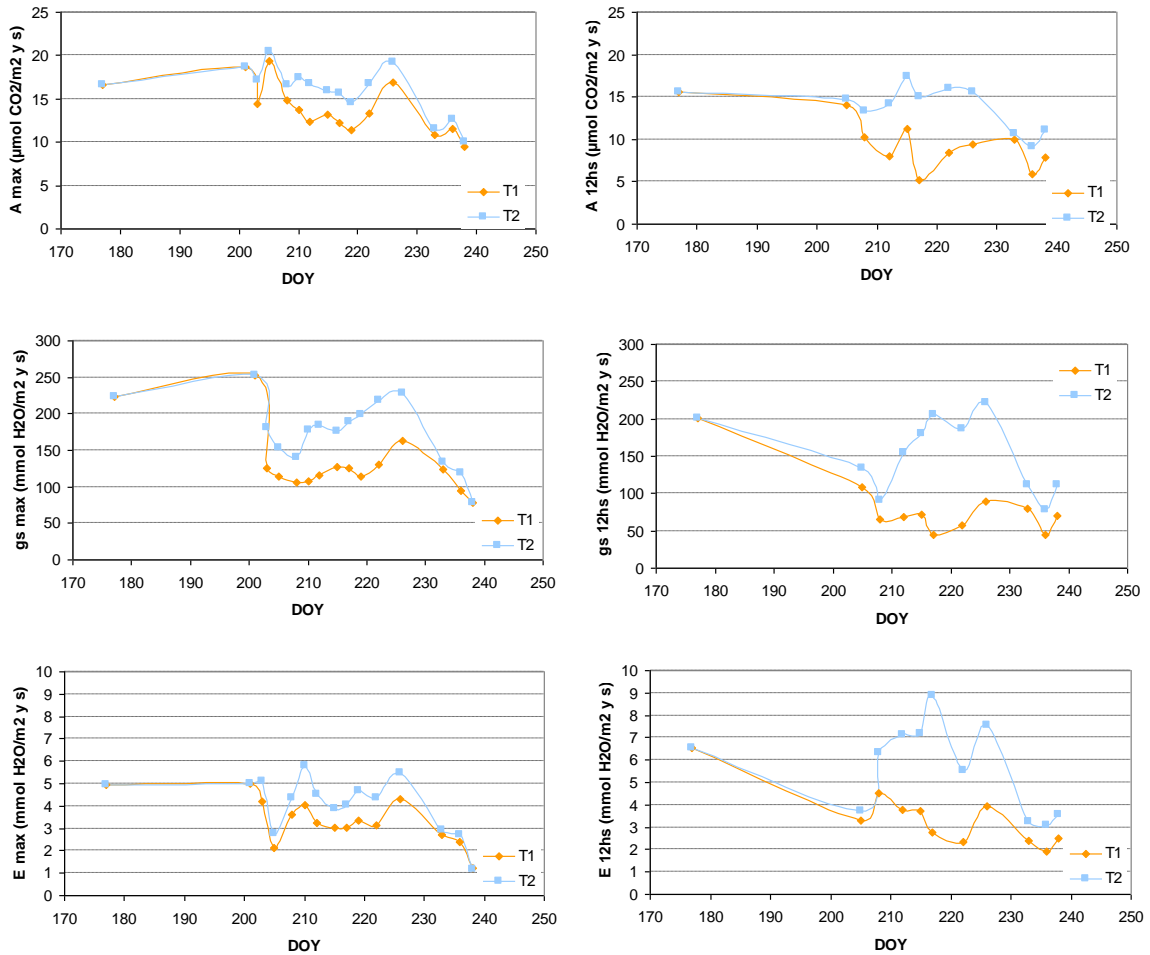 A max (µmol CO2/m2 y s)
25
20
15
10
5
0
T1
T2
170 180 190 200 210 220 230 240 250
DOY
A 12hs (µmol CO2/m2 y s)
25
20
15
10
5
0
T1
T2
170 180 190 200 210 220 230 240 250
DOY
gs max (mmol H2O/m2 y s)
300
250
200
150
100
50
0
T1
T2
170 180 190 200 210 220 230 240 250
DOY
gs 12hs (mmol H2O/m2 y s)
300
250
200
150
100
50
0
T1
T2
170 180 190 200 210 220 230 240 250
DOY
E max (mmol H2O/m2 y s)
10
9
8
7
6
5
4
3
2
1
0
T1
T2
170 180 190 200 210 220 230 240 250
DOY
E 12hs (mmol H2O/m2 y s)
10
9
8
7
6
5
4
3
2
1
0
T1
T2
170 180 190 200 210 220 230 240 250
DOY